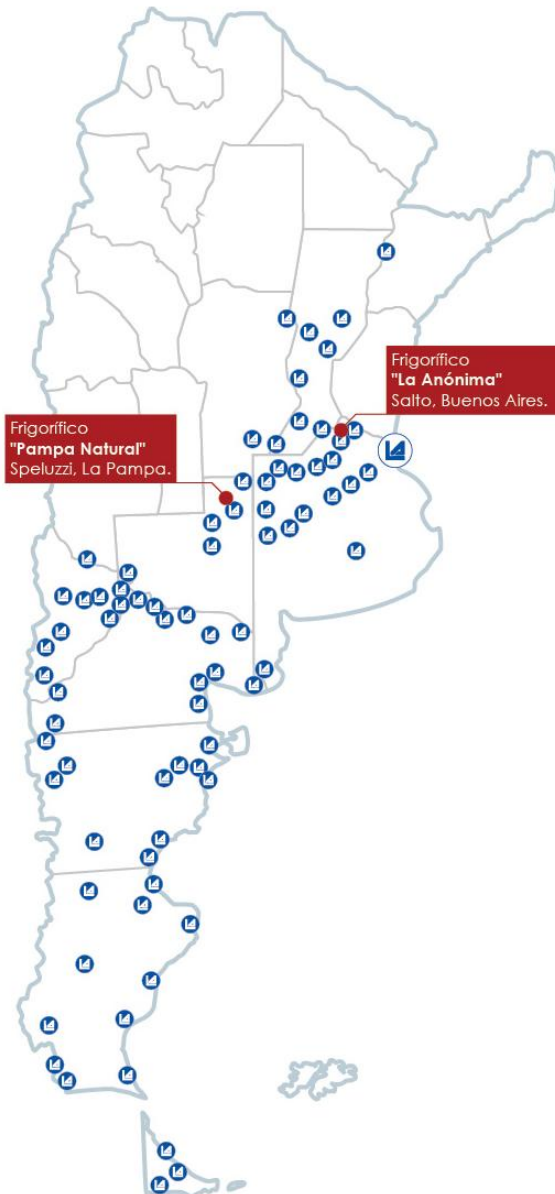 Frigorífico
"La Anónima"
Salto, Buenos Aires.
Frigorífico
"Pampa Natural"
Speluzzi, La Pampa.